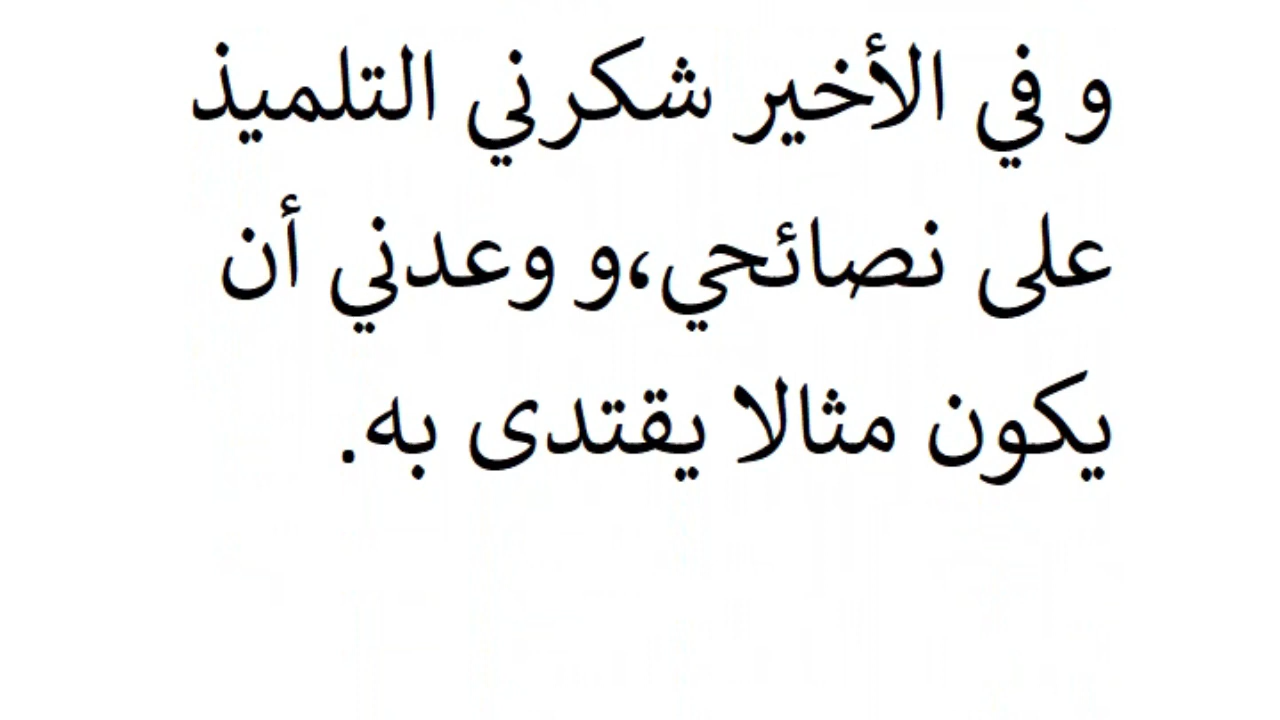 و في الأخير شكرني التلميذ
على نصائحي،و وعدني أن
يكون مثالا يقتدى به.